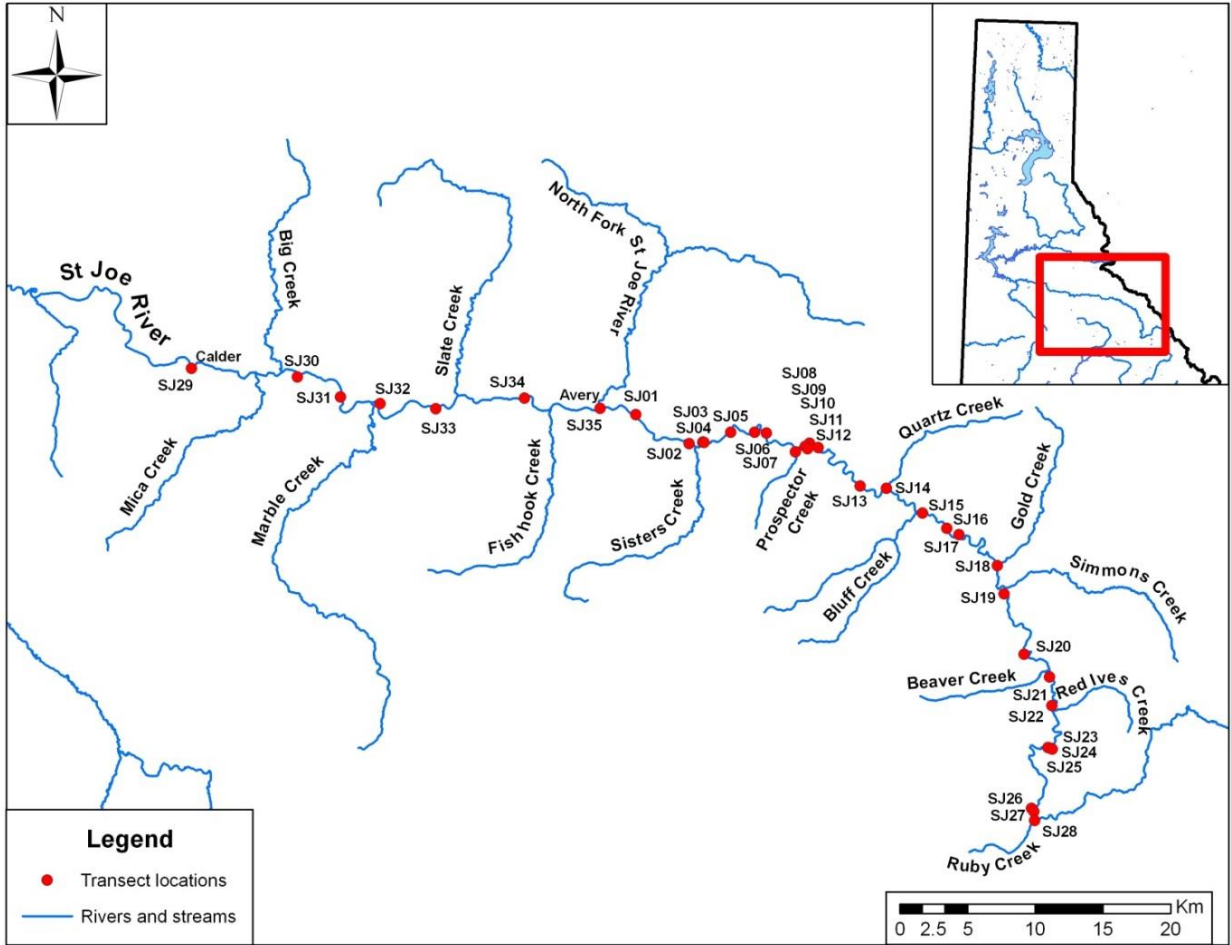 N
North Fork St Joe River
Big Creek
St Joe River
Slate Creek
Calder
SJ29
SJ30
SJ31
SJ32
SJ33
SJ34
Avery
SJ35
SJ01
SJ02
SJ03
SJ04
SJ05
SJ06
SJ07
SJ08
SJ09
SJ10
SJ11
SJ12
SJ13
SJ14
Quartz Creek
Gold Creek
SJ15
SJ16
SJ17
SJ18
SJ19
Simmons Creek
Mica Creek
Marble Creek
Fishhook Creek
Sisters Creek
Prospector
Creek
Bluff Creek
SJ20
Beaver Creek
SJ21
Red Ives Creek
SJ22
SJ23
SJ24
SJ25
SJ26
SJ27
SJ28
Ruby Creek
Legend
Transect locations
Rivers and streams
Km
0 2.5 5 10 15 20